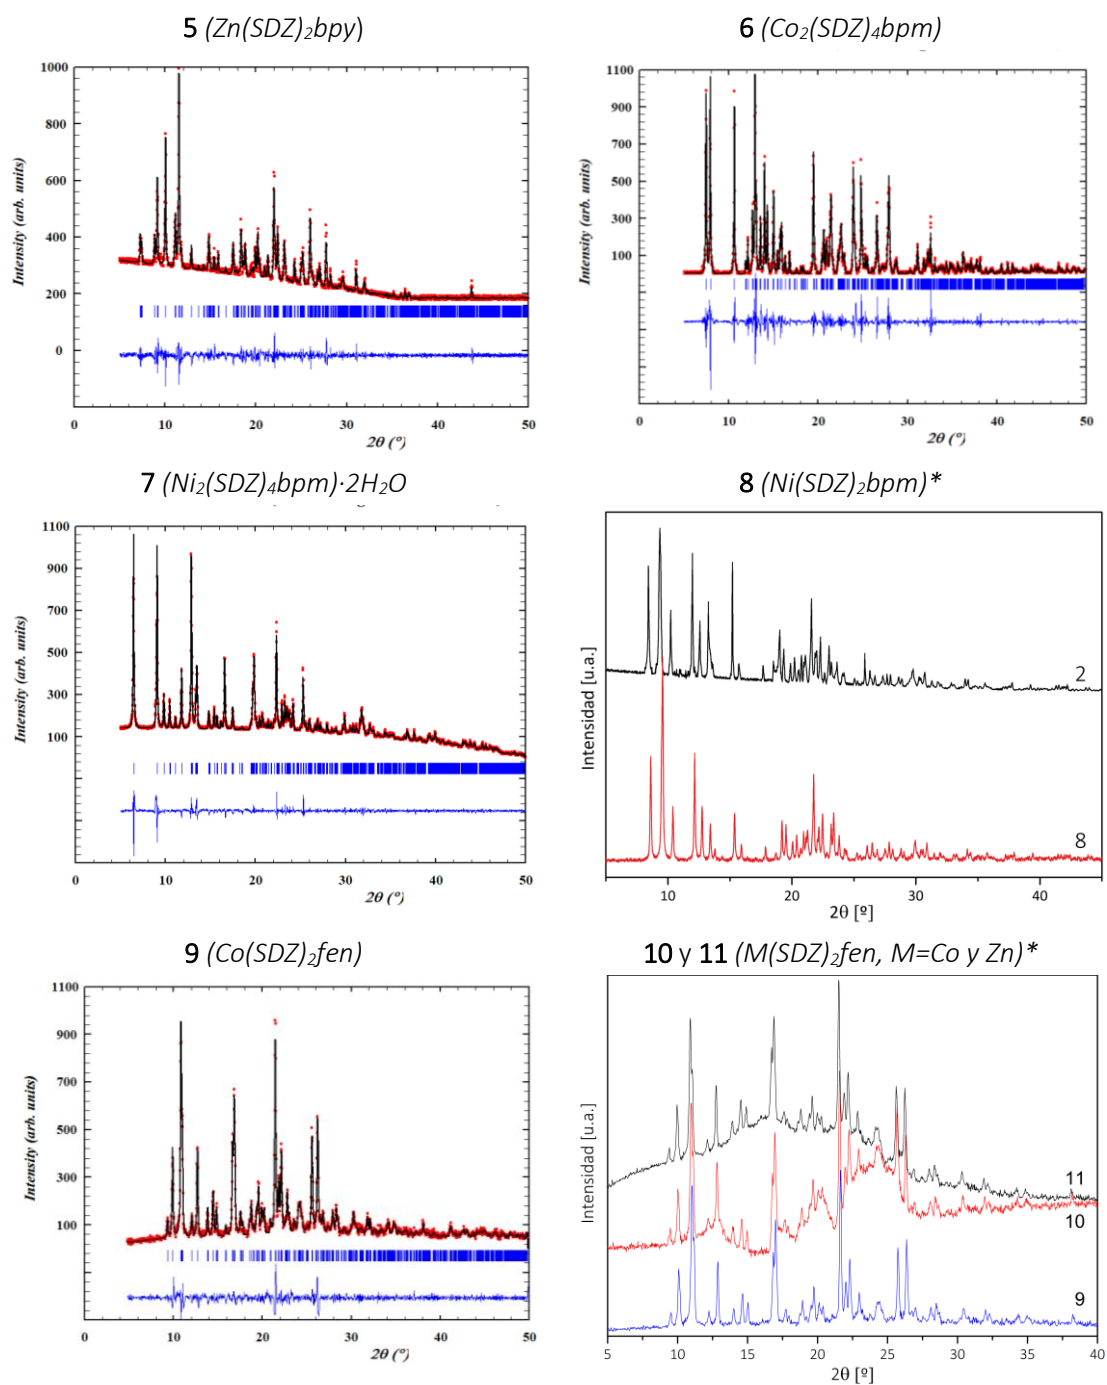 5 (Zn(SDZ)₂bpy)
Intensity (arb. units)
1000
800
600
400
200
0
0 10 20 30 40 50
2θ (°)
6 (Co₂(SDZ)₄bpm)
Intensity (arb. units)
1100
900
700
500
300
100
0 10 20 30 40 50
2θ (°)
7 (Ni₂(SDZ)₄bpm)·2H₂O
Intensity (arb. units)
1100
900
700
500
300
100
0 10 20 30 40 50
2θ (°)
8 (Ni(SDZ)₂bpm)*
Intensidad [u.a.]
2
8
10 20 30 40
2θ [º]
9 (Co(SDZ)₂fen)
Intensity (arb. units)
1100
900
700
500
300
100
0 10 20 30 40 50
2θ (°)
10 y 11 (M(SDZ)₂fen, M=Co y Zn)*
Intensidad [u.a.]
11
10
9
5 10 15 20 25 30 35 40
2θ [º]